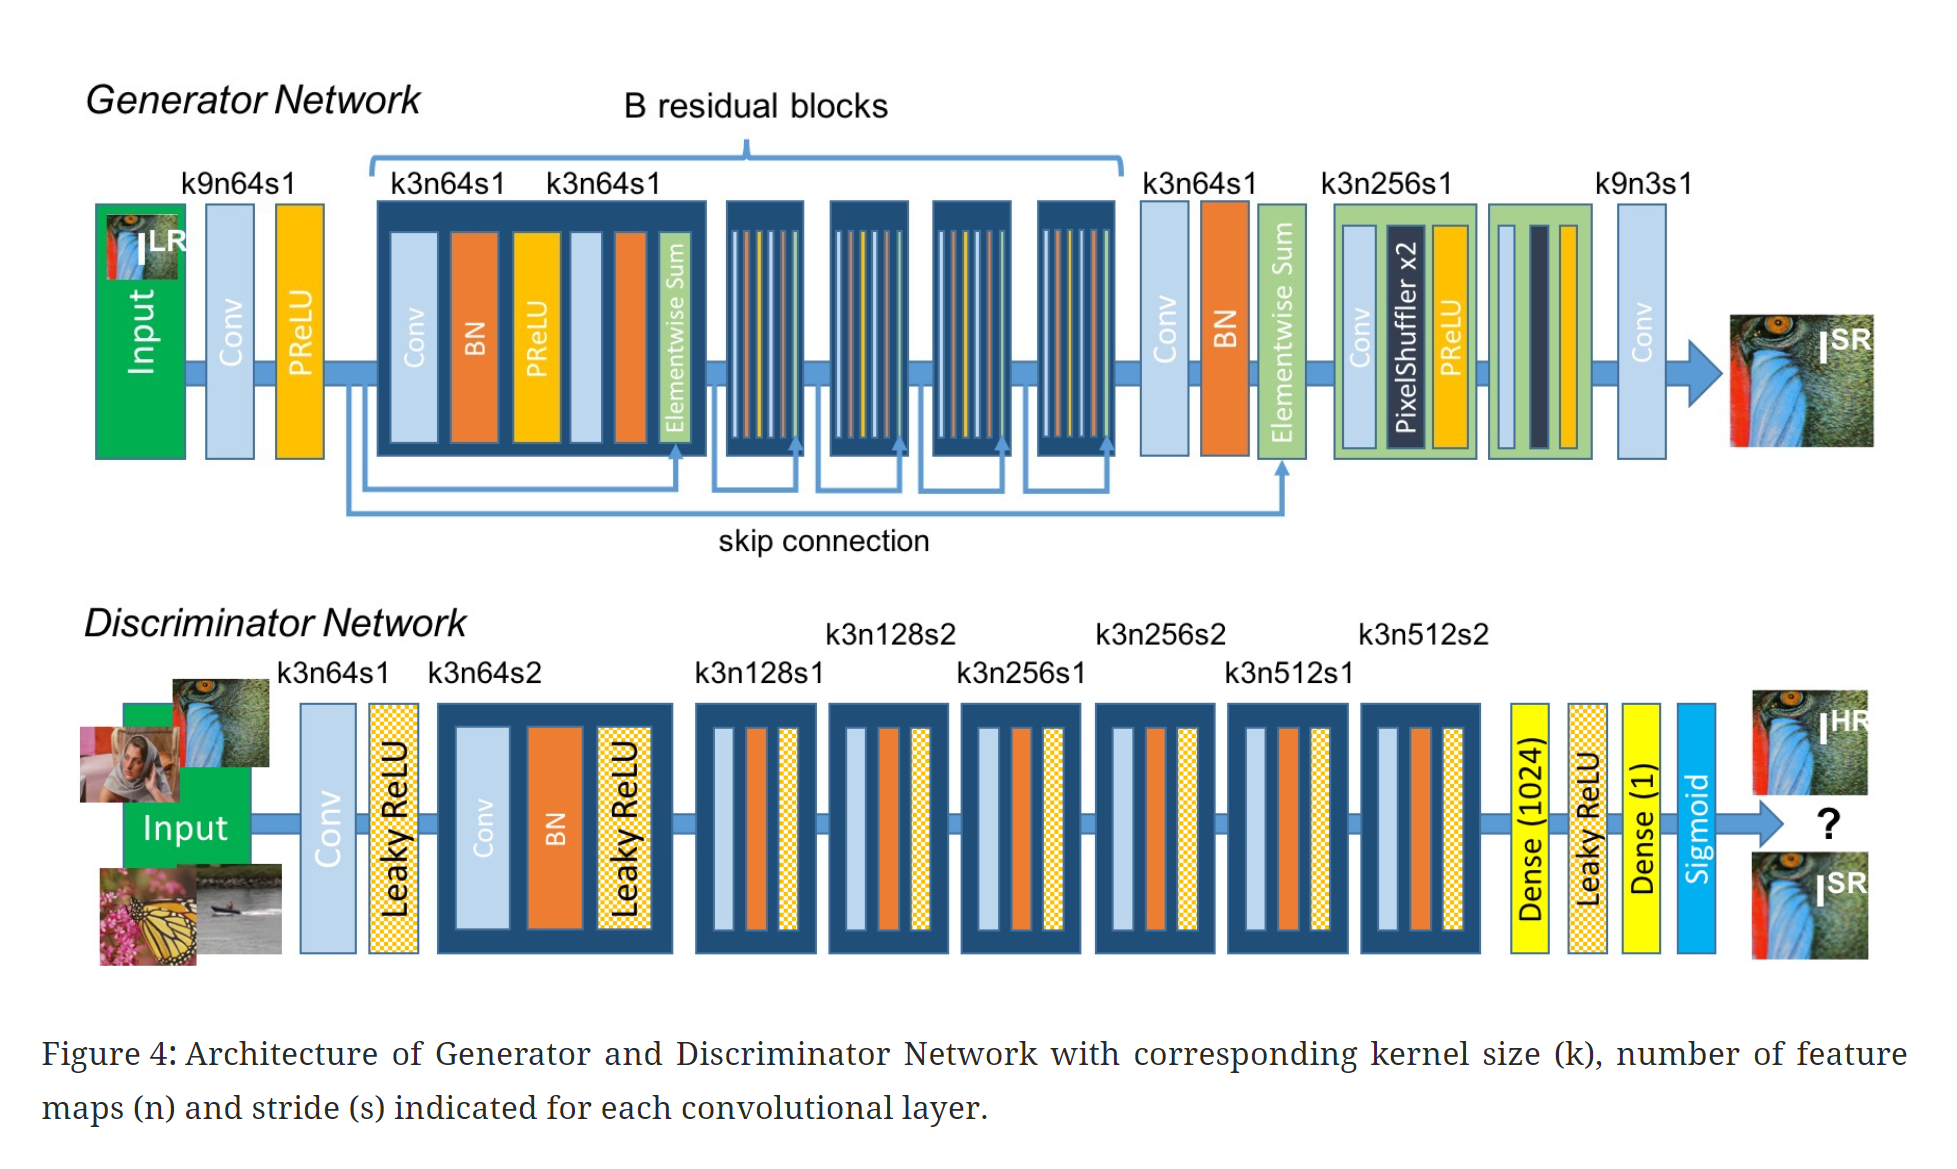 Generator Network
B residual blocks
k9n64s1
k3n64s1
k3n64s1
k3n64s1
k3n256s1
k9n3s1
I^LR
Input
Conv
PReLU
Conv
BN
PReLU
Elementwise Sum
Conv
BN
Elementwise Sum
Conv
PixelShuffler x2
PReLU
Conv
I^SR
skip connection
Discriminator Network
k3n64s1
k3n64s2
k3n128s1
k3n128s2
k3n256s1
k3n256s2
k3n512s1
k3n512s2
Input
Conv
Leaky ReLU
Conv
BN
Leaky ReLU
Dense (1024)
Leaky ReLU
Dense (1)
Sigmoid
I^HR
?
I^SR
Figure 4: Architecture of Generator and Discriminator Network with corresponding kernel size (k), number of feature
maps (n) and stride (s) indicated for each convolutional layer.